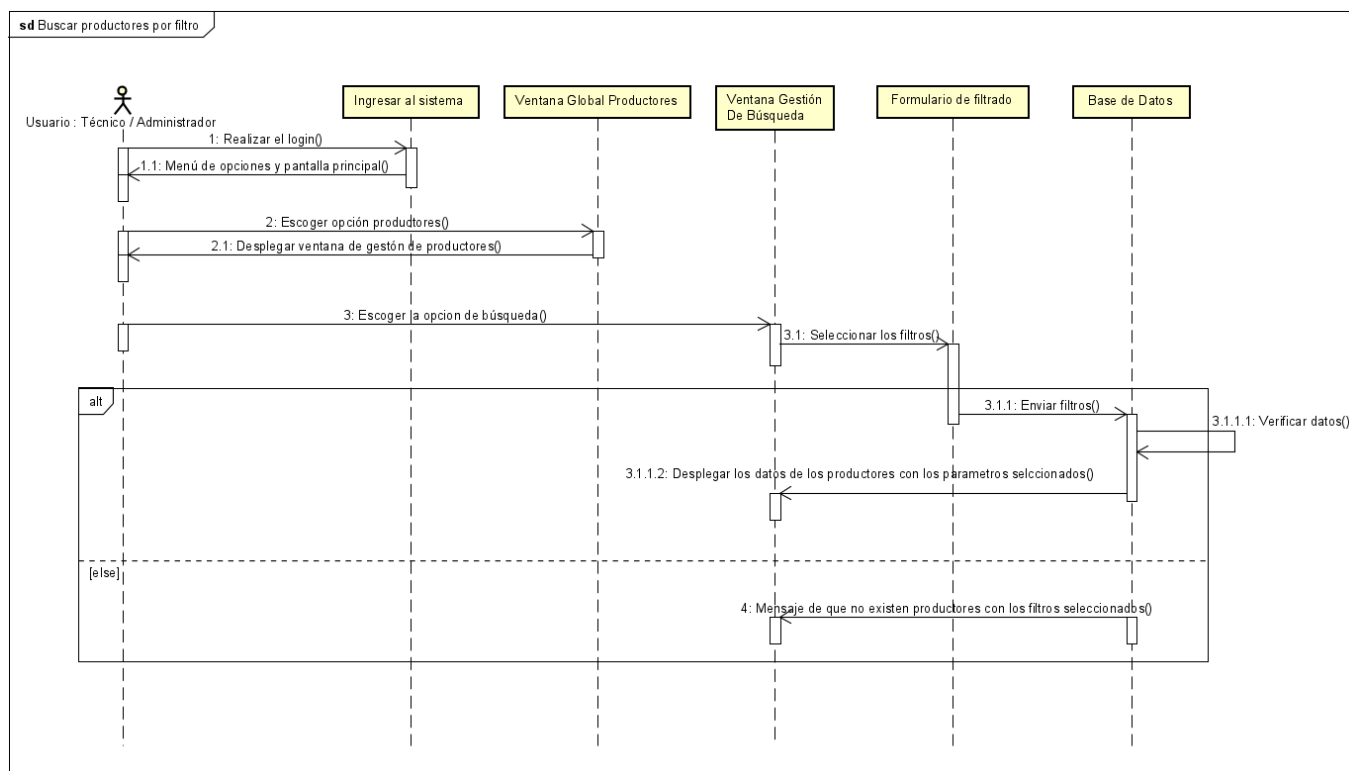 sd Buscar productores por filtro
Usuario : Técnico / Administrador
Ingresar al sistema
Ventana Global Productores
Ventana Gestión
De Búsqueda
Formulario de filtrado
Base de Datos
1: Realizar el login()
1.1: Menú de opciones y pantalla principal()
2: Escoger opción productores()
2.1: Desplegar ventana de gestón de productores()
3: Escoger la opcion de búsqueda()
3.1: Seleccionar los filtros()
alt
3.1.1: Enviar filtros()
3.1.1.1: Verificar datos()
3.1.1.2: Desplegar los datos de los productores con los parametros selccionados()
[else]
4: Mensaje de que no existen productores con los filtros seleccionados()